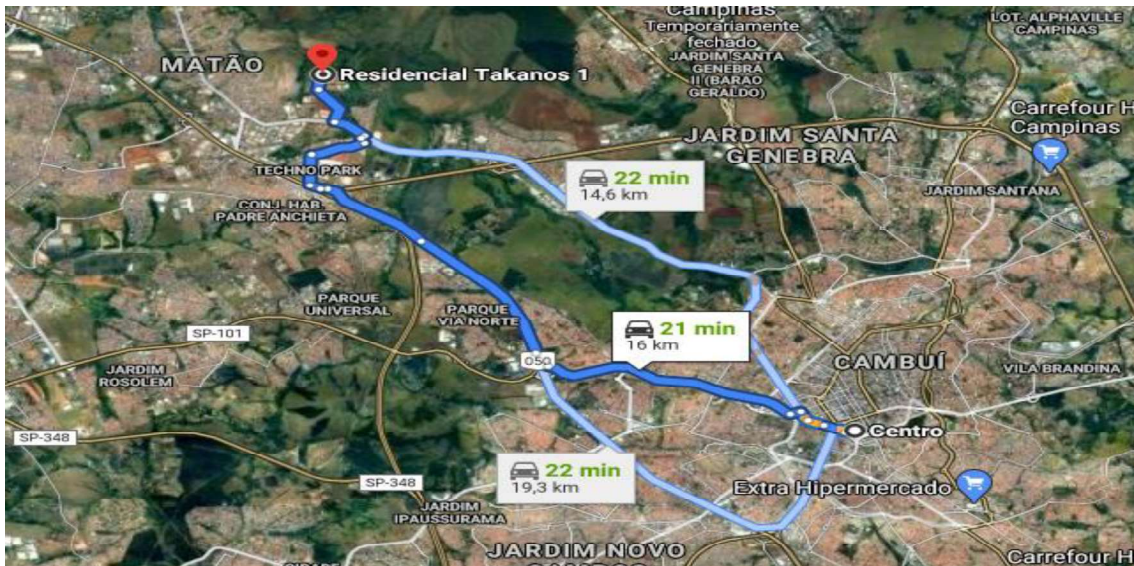 Campinas
Temporariamente
fechado
LOT. ALPHAVILLE
CAMPINAS
MATÃO
Residencial Takanos 1
JARDIM SANTA
GENEBRA
II (BARÃO
GERALDO)
Carrefour H
Campinas
JARDIM SANTA
GENEBRA
TECHNO PARK
22 min
14,6 km
JARDIM SANTANA
CONJ. HAB.
PADRE ANCHIETA
PARQUE
UNIVERSAL
PARQUE
VIA NORTE
21 min
16 km
SP-101
050
CAMBUÍ
VILA BRANDINA
JARDIM
ROSOLEM
SP-348
Centro
22 min
19,3 km
SP-348
Extra Hipermercado
JARDIM
IPAUSSURAMA
JARDIM NOVO
Carrefour H